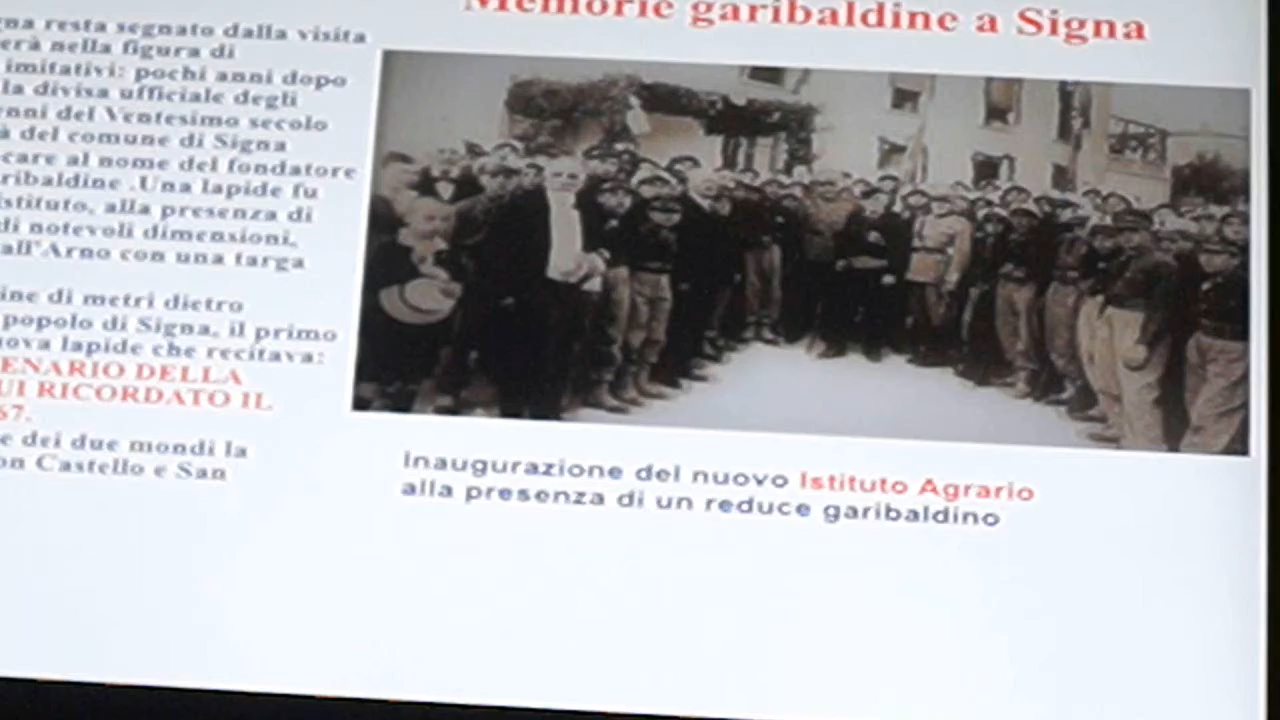 Memorie garibaldine a Signa
gna resta segnato dalla visita
erà nella figura di
imitativi: pochi anni dopo
la divisa ufficiale degli
enni del Ventesimo secolo
à del comune di Signa
care al nome del fondatore
ribaldine .Una lapide fu
istituto, alla presenza di
di notevoli dimensioni,
all'Arno con una targa
ine di metri dietro
popolo di Signa, il primo
uova lapide che recitava:
ENARIO DELLA
UI RICORDATO IL
67.
e dei due mondi la
on Castello e San
Inaugurazione del nuovo Istituto Agrario
alla presenza di un reduce garibaldino